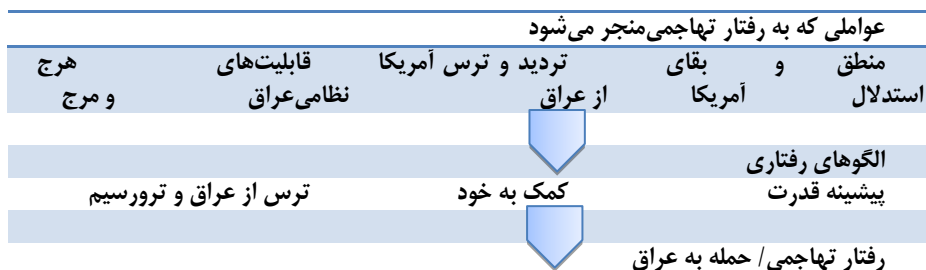 عواملی که به رفتار تهاجمی‌منجر می‌شود
منطق و بقای تردید و ترس آمریکا قابلیت‌های هرج
استدلال آمریکا از عراق نظامی‌عراق و مرج
الگوهای رفتاری
پیشینه قدرت کمک به خود ترس از عراق و ترورسیم
رفتار تهاجمی/ حمله به عراق